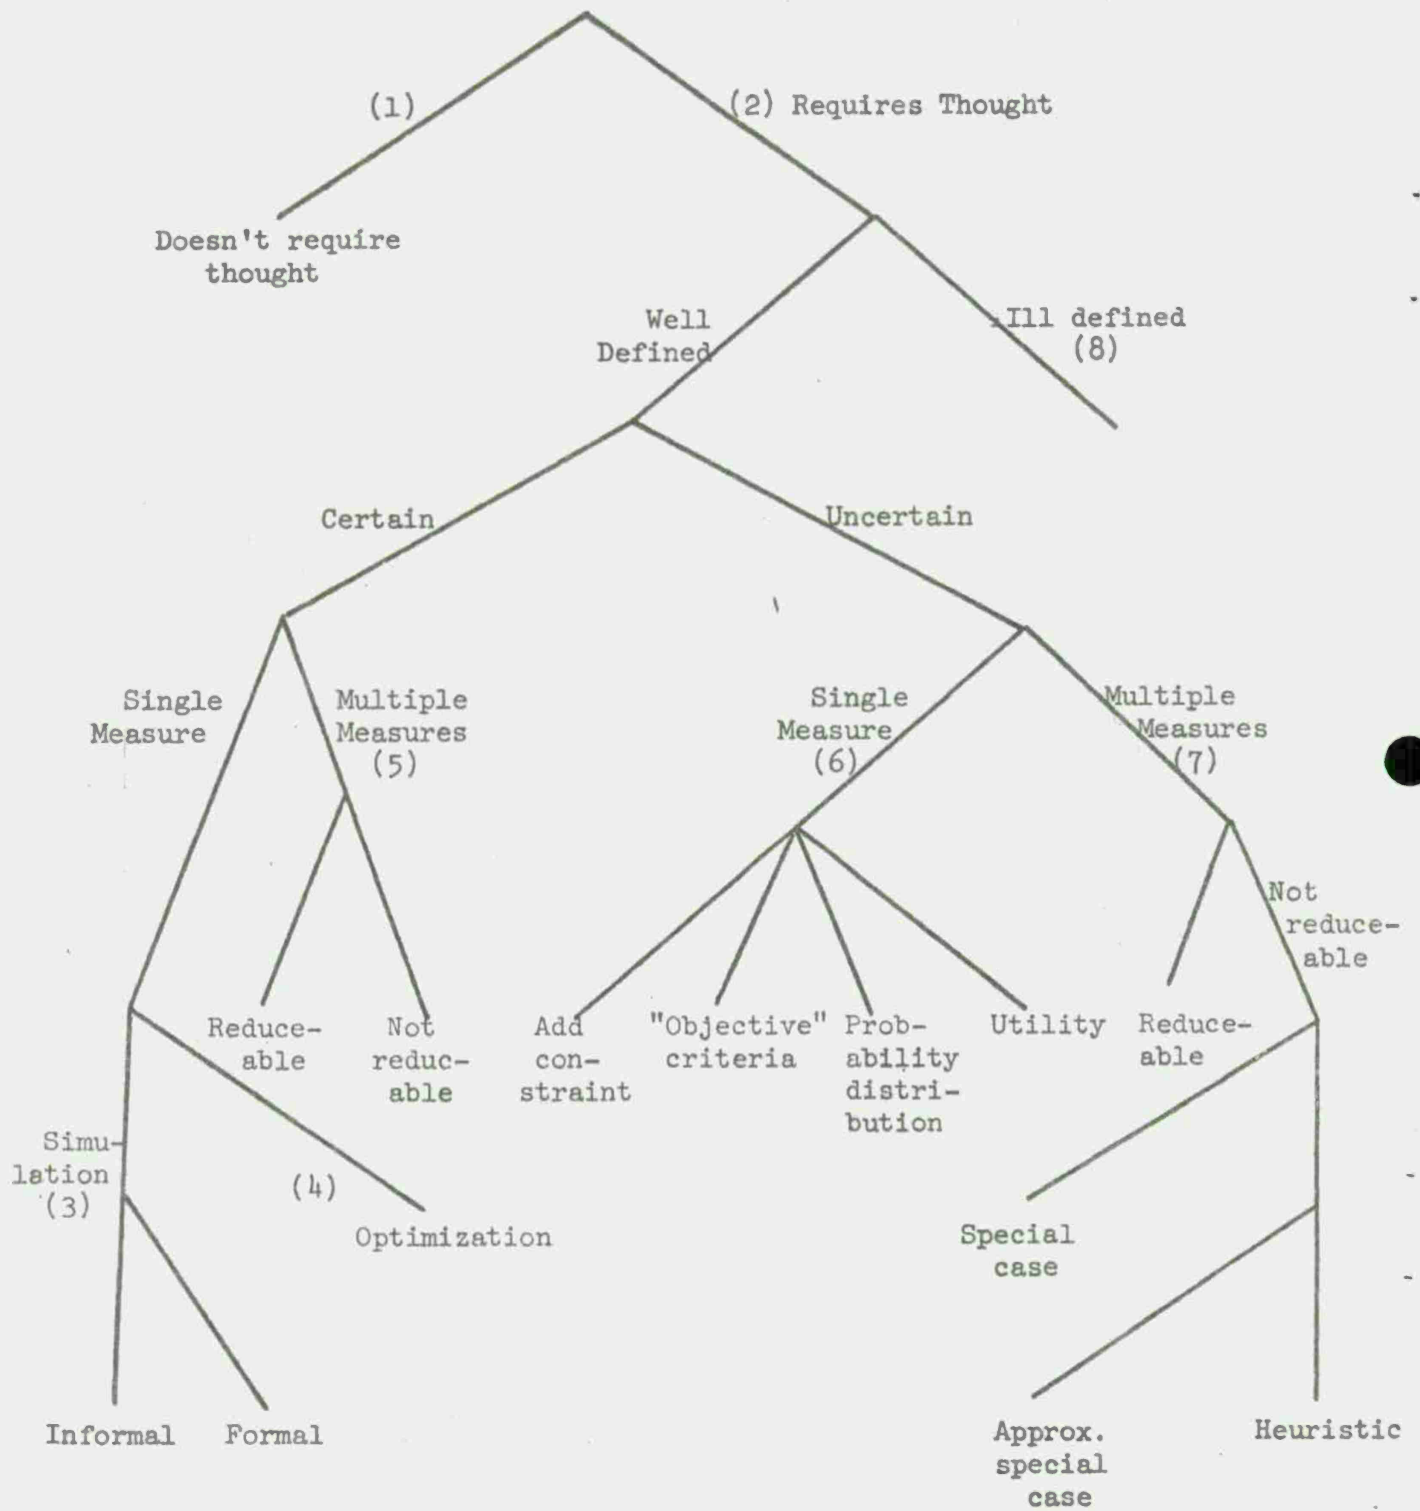 (1)
(2) Requires Thought
Doesn't require
thought
Well
Defined
Ill defined
(8)
Certain
Uncertain
Single
Measure
Multiple
Measures
(5)
Single
Measure
(6)
Multiple
Measures
(7)
Not
reduce-
able
Reduce-
able
Not
reduc-
able
Add
con-
straint
"Objective"
criteria
Prob-
ability
distri-
bution
Utility
Reduce-
able
Simu-
lation
(3)
(4)
Optimization
Special
case
Informal
Formal
Approx.
special
case
Heuristic